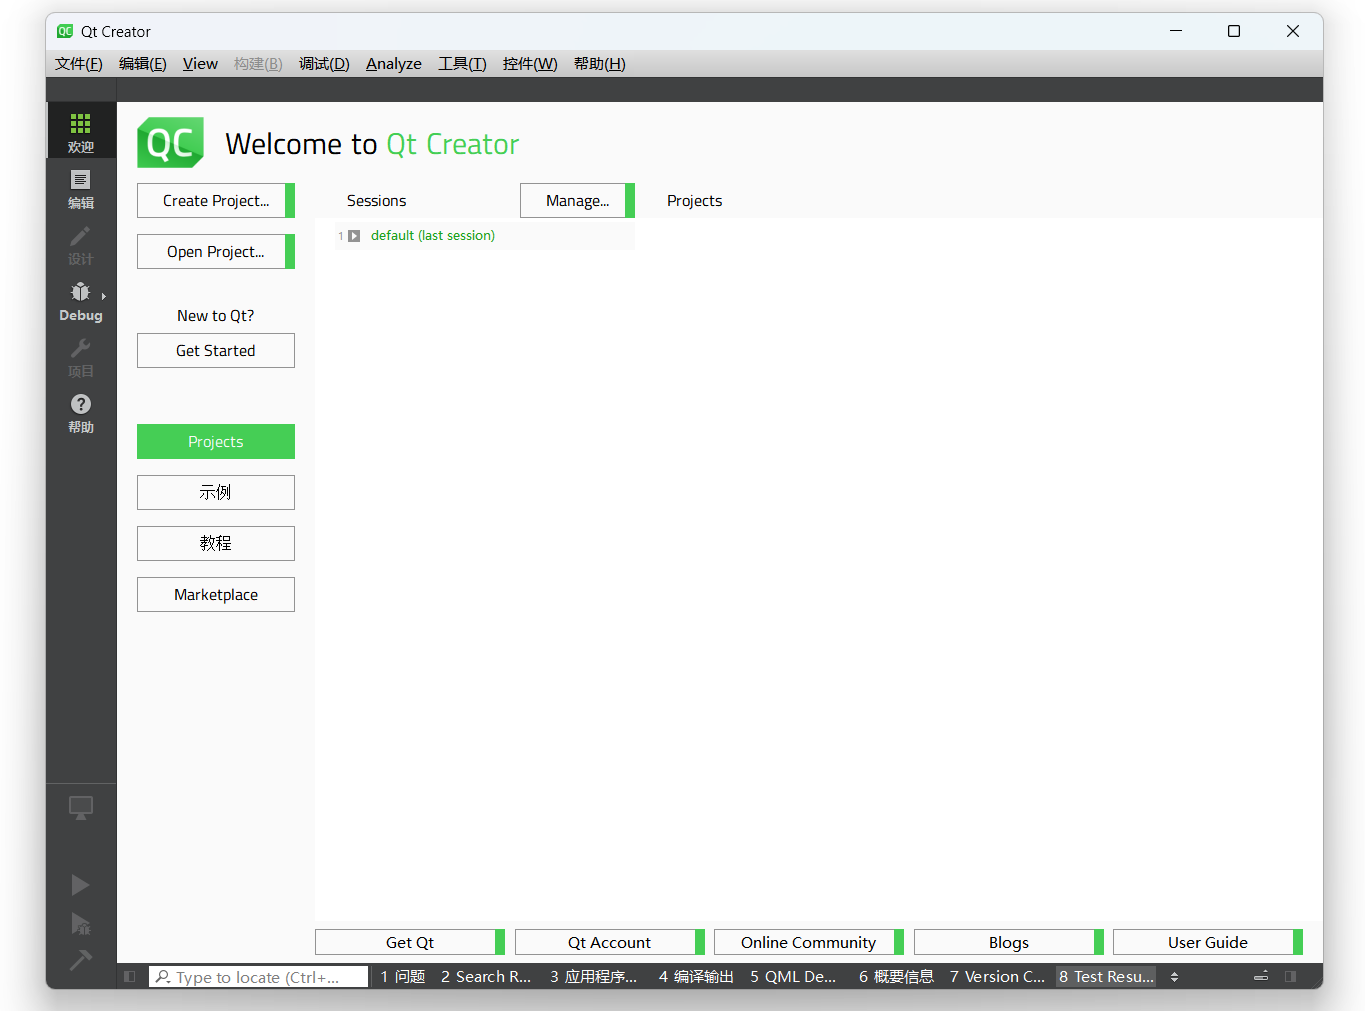 Qt Creator
文件(F) 编辑(E) View 构建(B) 调试(D) Analyze 工具(T) 控件(W) 帮助(H)
欢迎
编辑
设计
Debug
项目
帮助
QC Welcome to Qt Creator
Create Project...
Open Project...
New to Qt?
Get Started
Projects
示例
教程
Marketplace
Sessions Manage... Projects
1 default (last session)
Get Qt Qt Account Online Community Blogs User Guide
Type to locate (Ctrl+... 1 问题 2 Search R... 3 应用程序... 4 编译输出 5 QML De... 6 概要信息 7 Version C... 8 Test Resu...